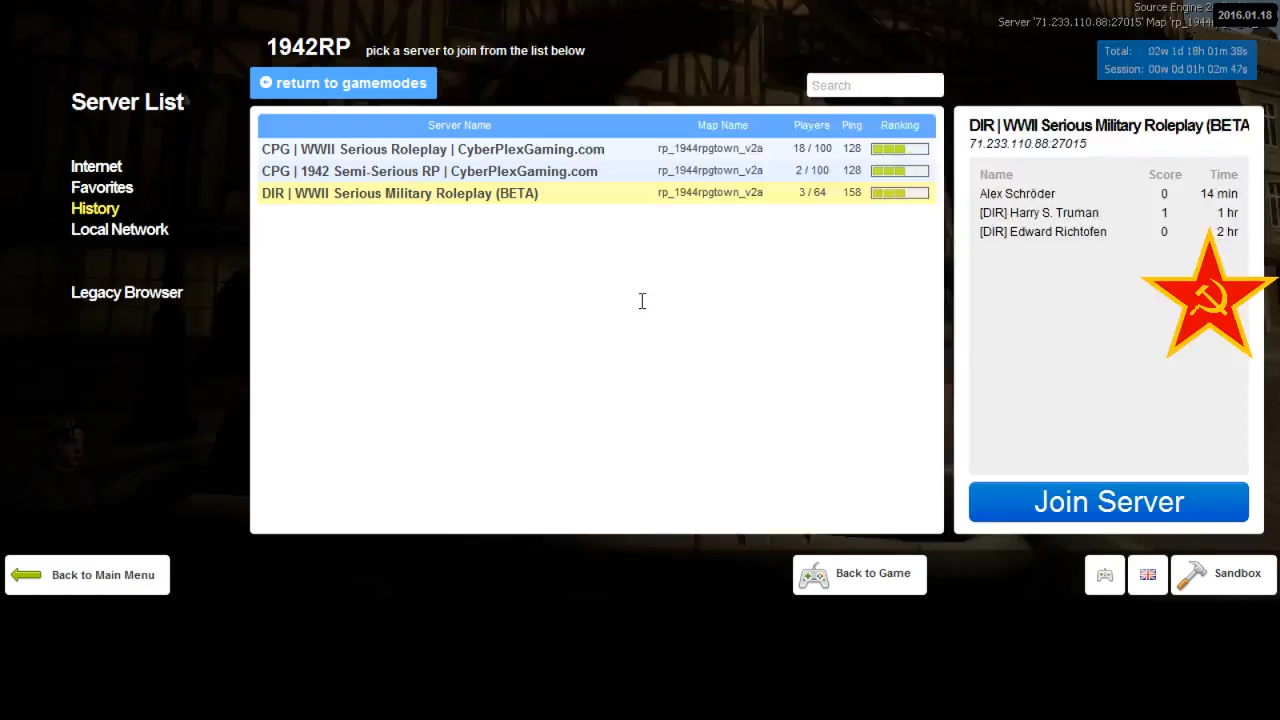 Source Engine 2
2016.01.18
Server '71.233.110.88:27015' Map 'rp_1944r
Total: 02w 1d 18h 01m 38s
Session: 00w 0d 01h 02m 47s
1942RP pick a server to join from the list below
return to gamemodes
Search
Server List
Internet
Favorites
History
Local Network
Legacy Browser
Server Name Map Name Players Ping Ranking
CPG | WWII Serious Roleplay | CyberPlexGaming.com rp_1944rpgtown_v2a 18 / 100 128
CPG | 1942 Semi-Serious RP | CyberPlexGaming.com rp_1944rpgtown_v2a 2 / 100 128
DIR | WWII Serious Military Roleplay (BETA) rp_1944rpgtown_v2a 3 / 64 158
DIR | WWII Serious Military Roleplay (BETA
71.233.110.88:27015
Name Score Time
Alex Schröder 0 14 min
[DIR] Harry S. Truman 1 1 hr
[DIR] Edward Richtofen 0 2 hr
Join Server
Back to Main Menu
Back to Game
Sandbox